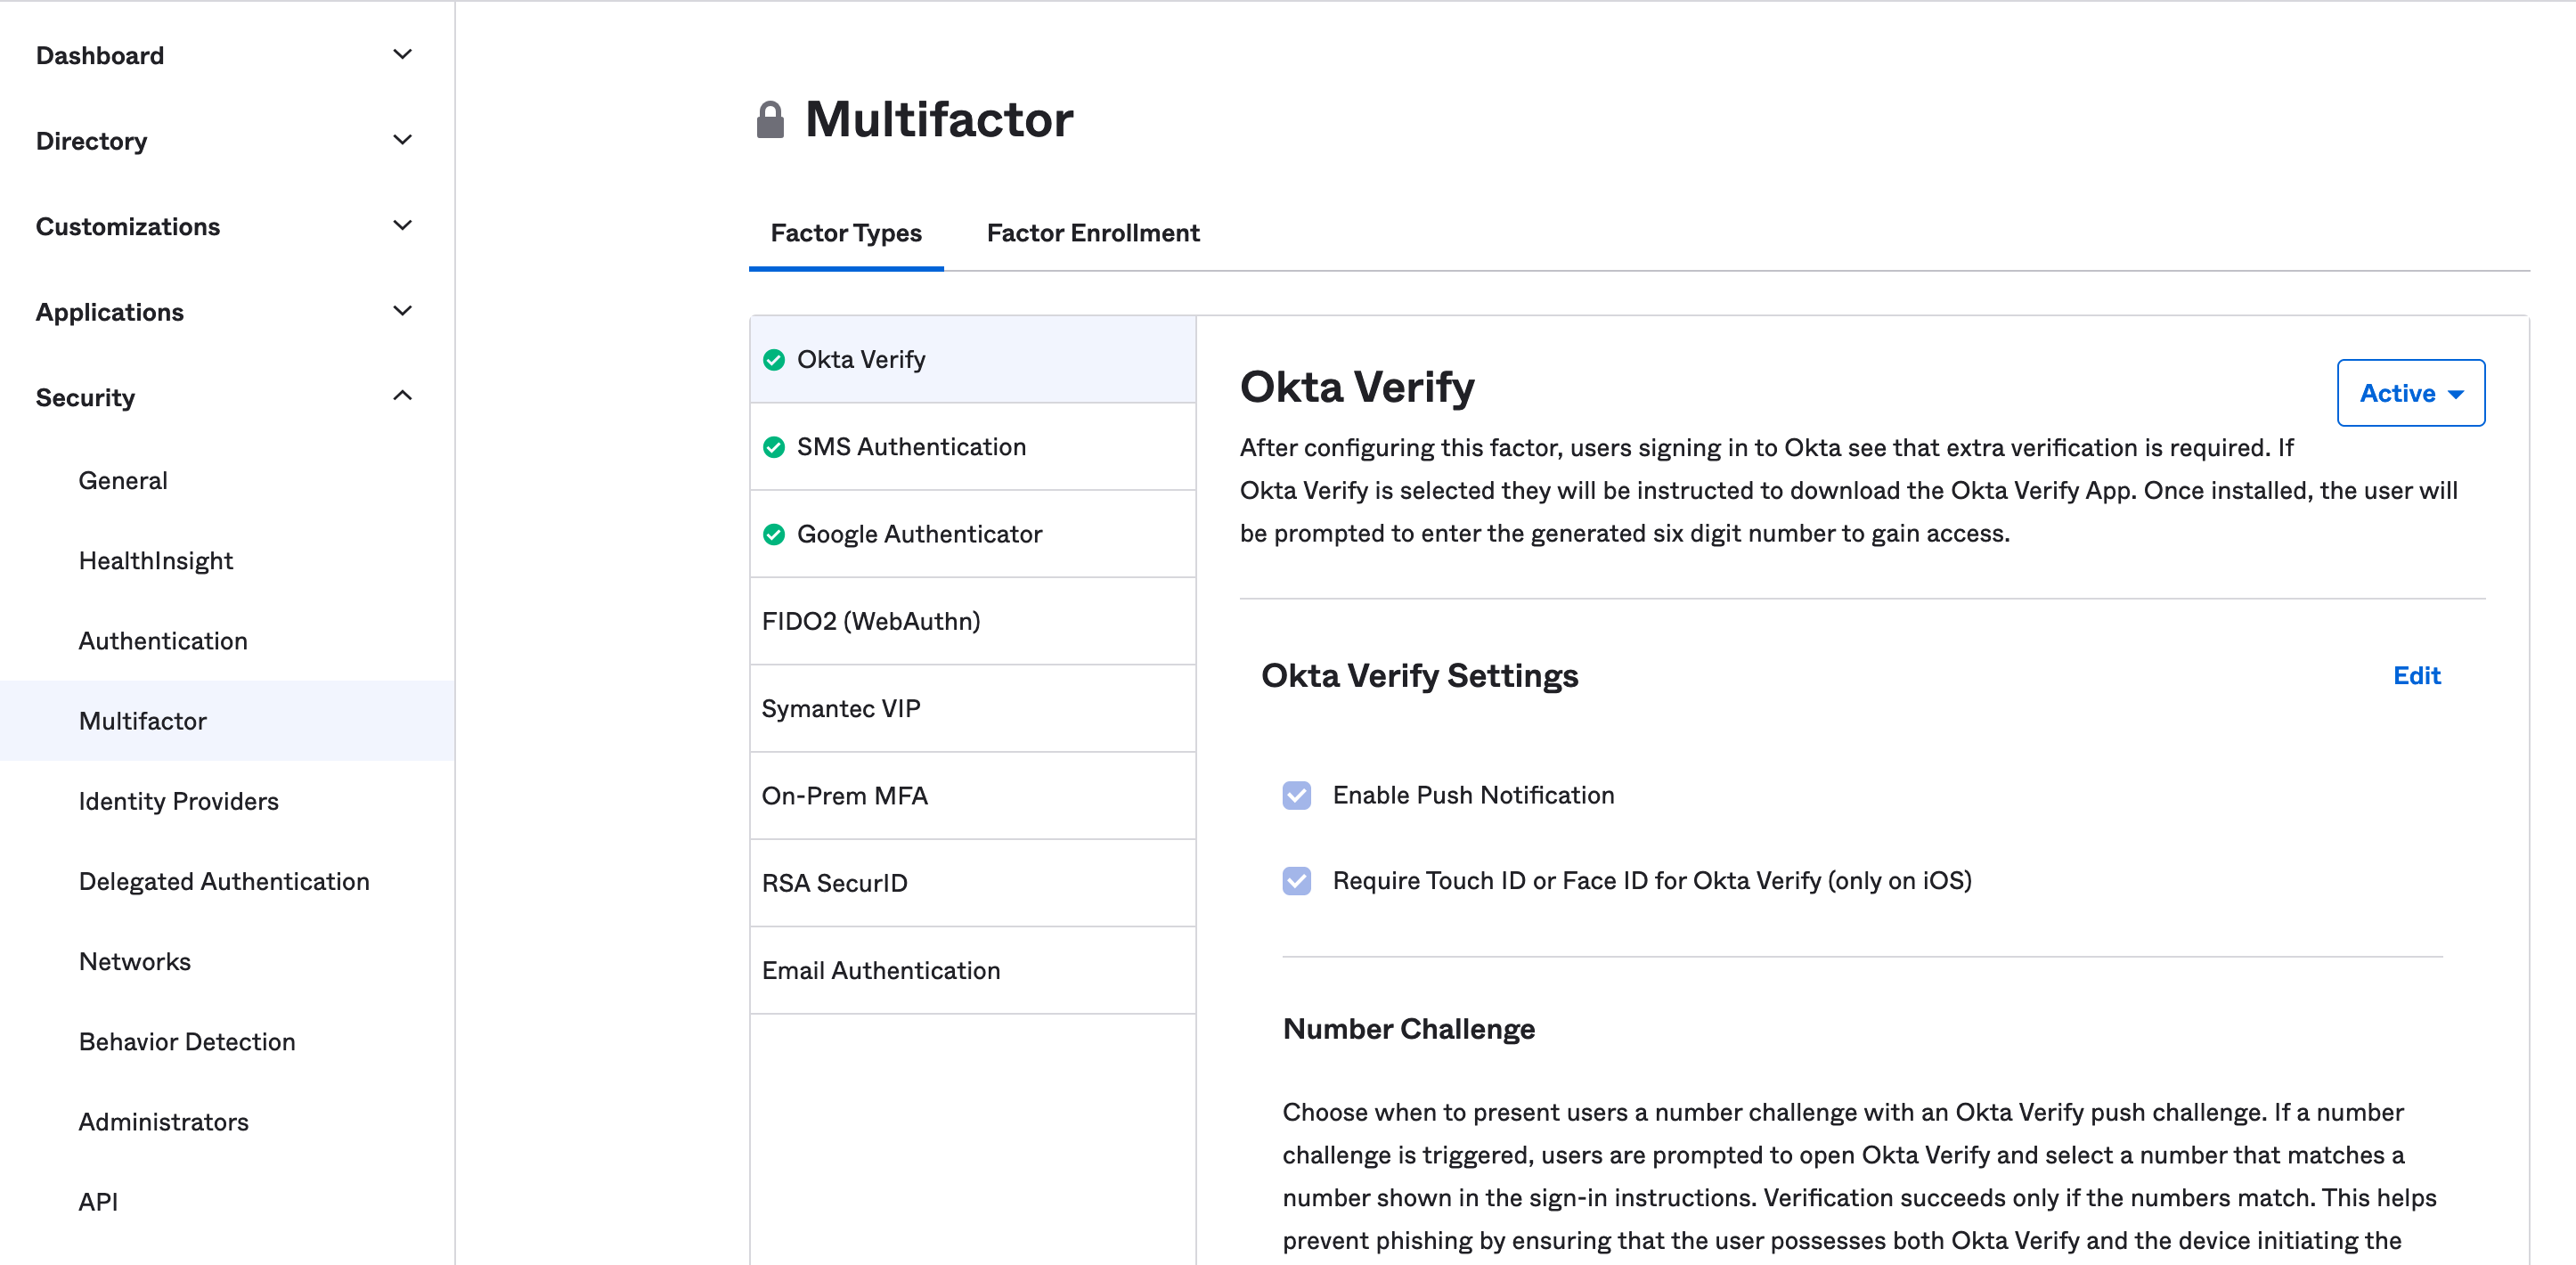 Dashboard
Directory
Customizations
Applications
Security
General
HealthInsight
Authentication
Multifactor
Identity Providers
Delegated Authentication
Networks
Behavior Detection
Administrators
API
Multifactor
Factor Types
Factor Enrollment
Okta Verify
SMS Authentication
Google Authenticator
FIDO2 (WebAuthn)
Symantec VIP
On-Prem MFA
RSA SecurID
Email Authentication
Okta Verify
Active
After configuring this factor, users signing in to Okta see that extra verification is required. If
Okta Verify is selected they will be instructed to download the Okta Verify App. Once installed, the user will
be prompted to enter the generated six digit number to gain access.
Okta Verify Settings
Edit
Enable Push Notification
Require Touch ID or Face ID for Okta Verify (only on iOS)
Number Challenge
Choose when to present users a number challenge with an Okta Verify push challenge. If a number
challenge is triggered, users are prompted to open Okta Verify and select a number that matches a
number shown in the sign-in instructions. Verification succeeds only if the numbers match. This helps
prevent phishing by ensuring that the user possesses both Okta Verify and the device initiating the